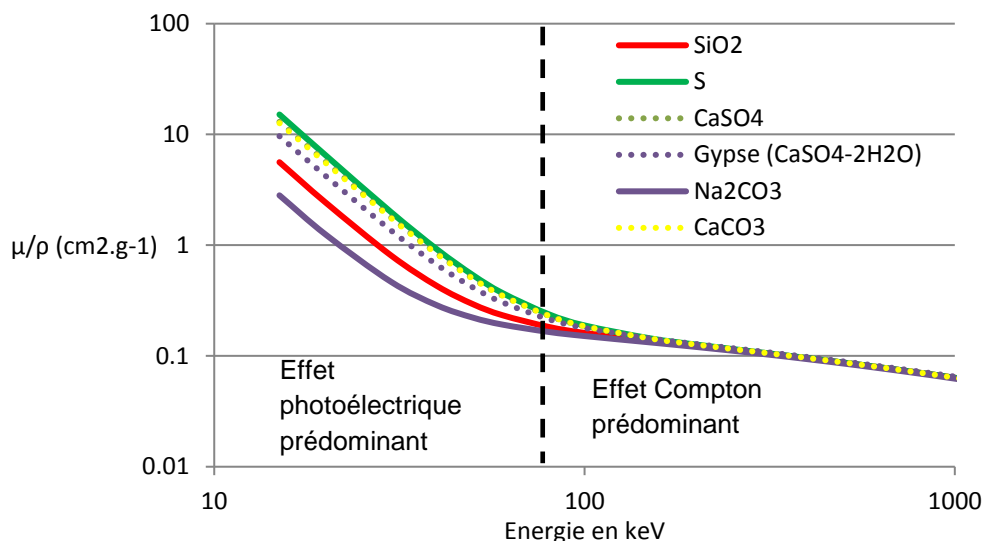 100
10
1
0.1
0.01
μ/ρ (cm2.g-1)
SiO2
S
CaSO4
Gypse (CaSO4-2H2O)
Na2CO3
CaCO3
Effet
photoélectrique
prédominant
Effet Compton
prédominant
10
100
1000
Energie en keV